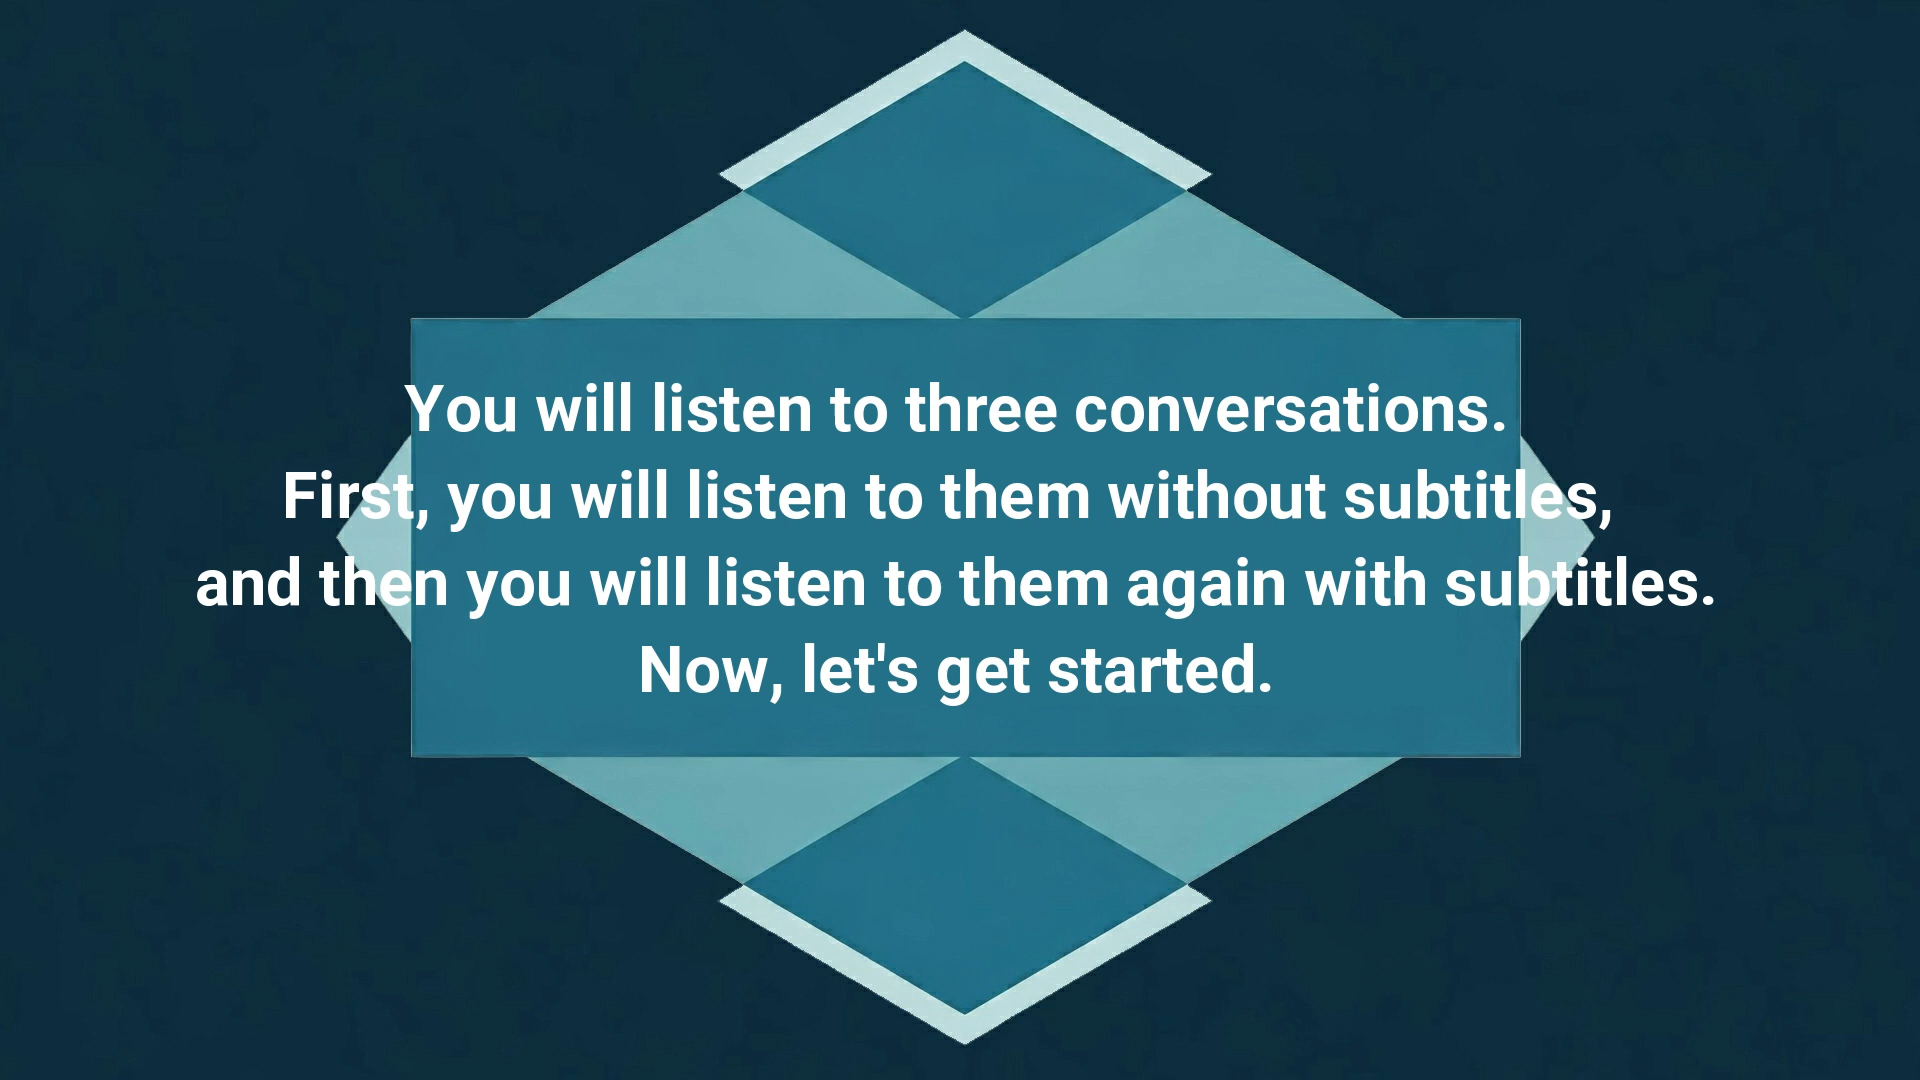 You will listen to three conversations.
First, you will listen to them without subtitles,
and then you will listen to them again with subtitles.
Now, let's get started.